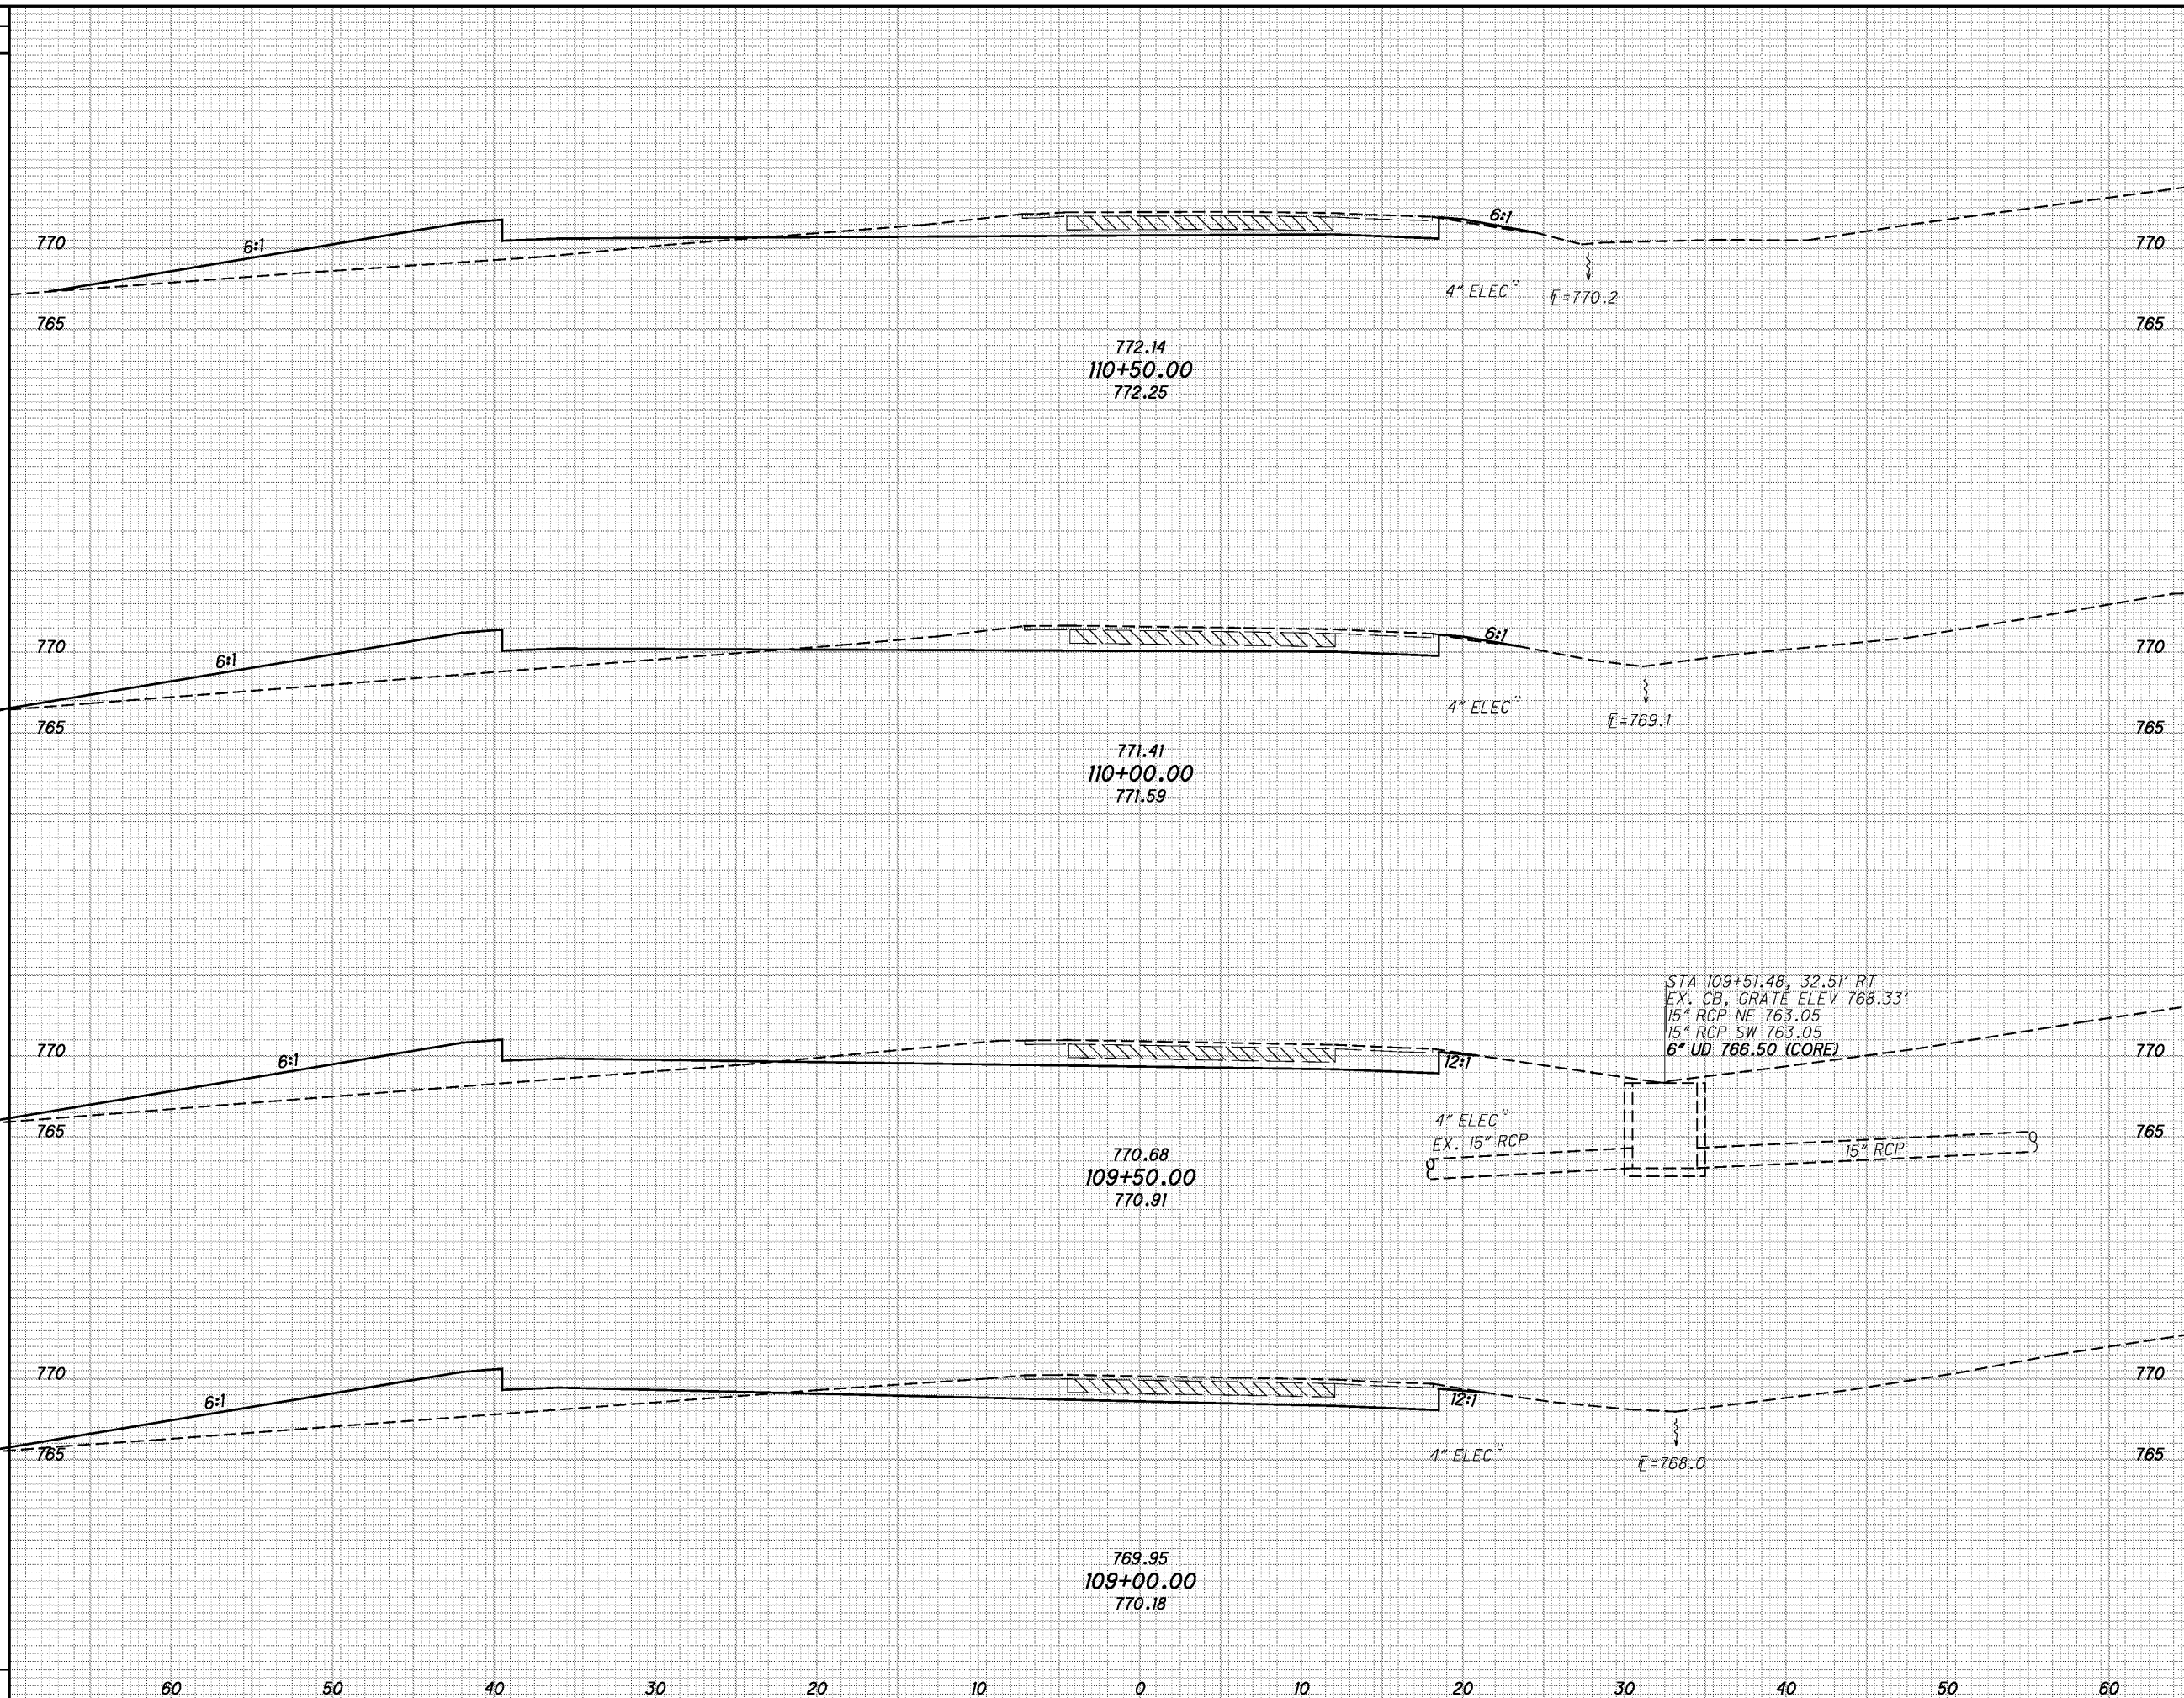 6:1
6:1
770
770
4" ELEC
FL=770.2
765
765
772.14
110+50.00
772.25
6:1
6:1
770
770
4" ELEC
FL=769.1
765
765
771.41
110+00.00
771.59
STA 109+51.48, 32.51' RT
EX. CB, GRATE ELEV 768.33'
15" RCP NE 763.05
15" RCP SW 763.05
6" UD 766.50 (CORE)
770
6:1
12:1
770
4" ELEC
765
EX. 15" RCP
15" RCP
765
770.68
109+50.00
770.91
770
770
6:1
12:1
765
4" ELEC
FL=768.0
765
769.95
109+00.00
770.18
60 50 40 30 20 10 0 10 20 30 40 50 60